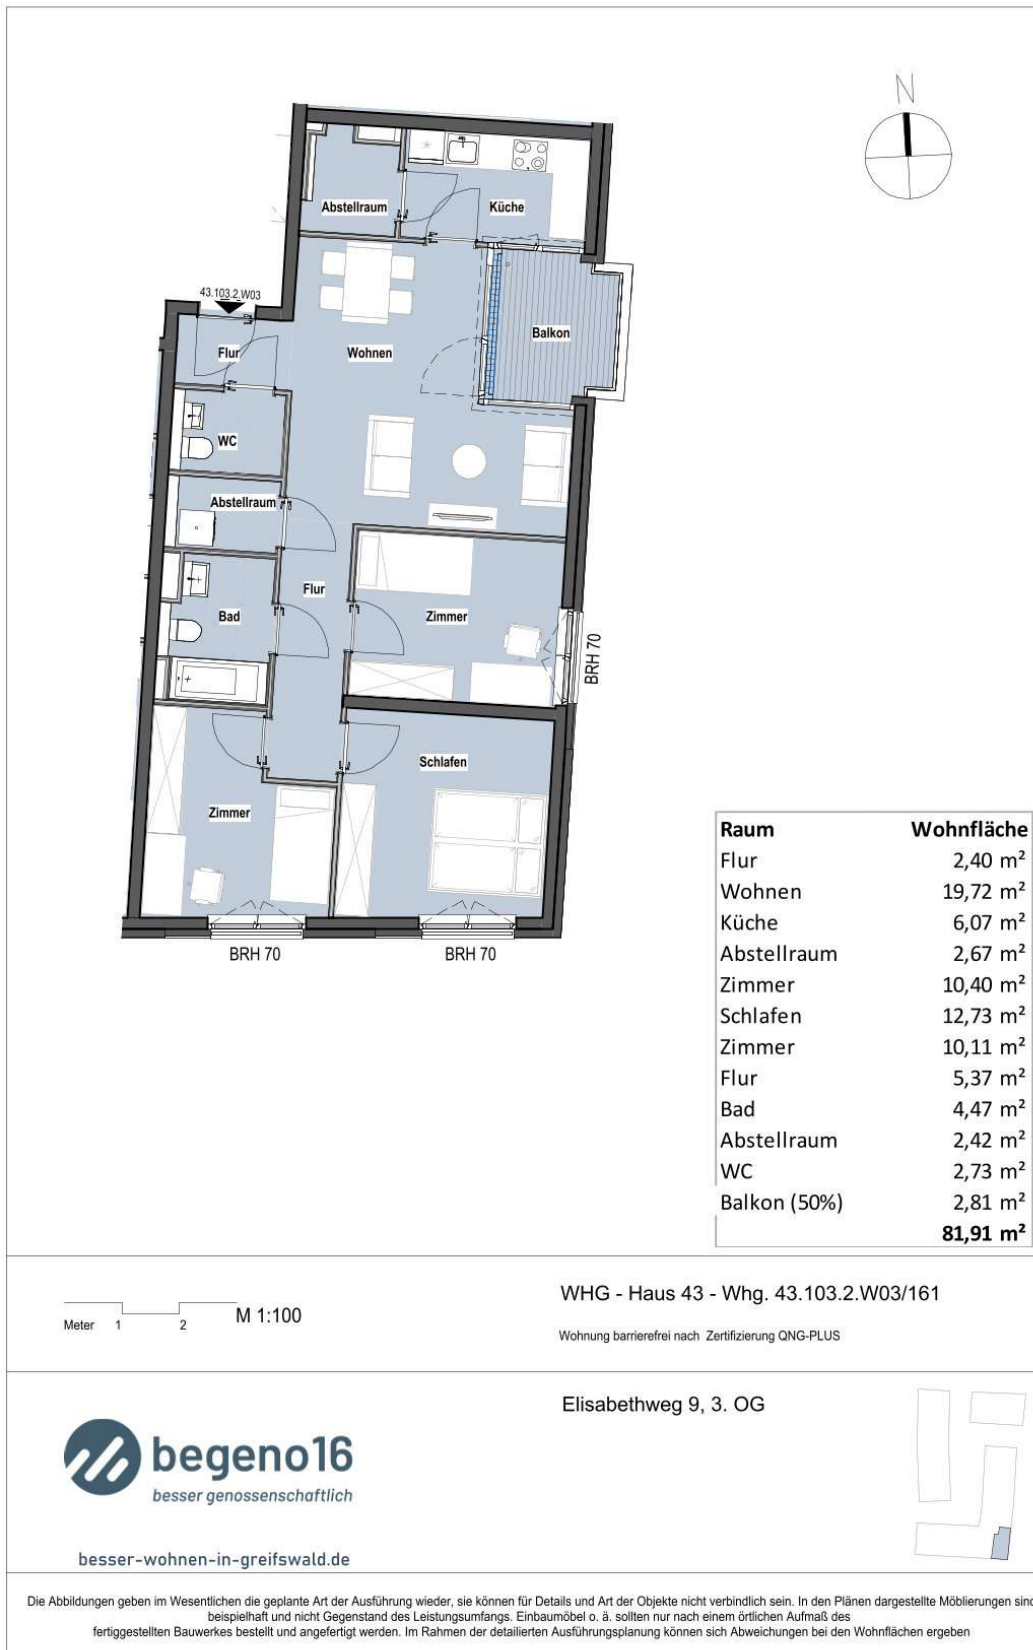 N
Abstellraum
Küche
43.103.2.W03
Flur
Wohnen
Balkon
WC
Abstellraum
Flur
Bad
Zimmer
BRH 70
Schlafen
Zimmer
BRH 70
BRH 70
Raum Wohnfläche
Flur 2,40 m²
Wohnen 19,72 m²
Küche 6,07 m²
Abstellraum 2,67 m²
Zimmer 10,40 m²
Schlafen 12,73 m²
Zimmer 10,11 m²
Flur 5,37 m²
Bad 4,47 m²
Abstellraum 2,42 m²
WC 2,73 m²
Balkon (50%) 2,81 m²
81,91 m²
Meter 1 2 M 1:100
WHG - Haus 43 - Whg. 43.103.2.W03/161
Wohnung barrierefrei nach Zertifizierung QNG-PLUS
Elisabethweg 9, 3. OG
begeno16
besser genossenschaftlich
besser-wohnen-in-greifswald.de
Die Abbildungen geben im Wesentlichen die geplante Art der Ausführung wieder, sie können für Details und Art der Objekte nicht verbindlich sein. In den Plänen dargestellte Möblierungen sind
beispielhaft und nicht Gegenstand des Leistungsumfangs. Einbaumöbel o. ä. sollten nur nach einem örtlichen Aufmaß des
fertiggestellten Bauwerkes bestellt und angefertigt werden. Im Rahmen der detailierten Ausführungsplanung können sich Abweichungen bei den Wohnflächen ergeben